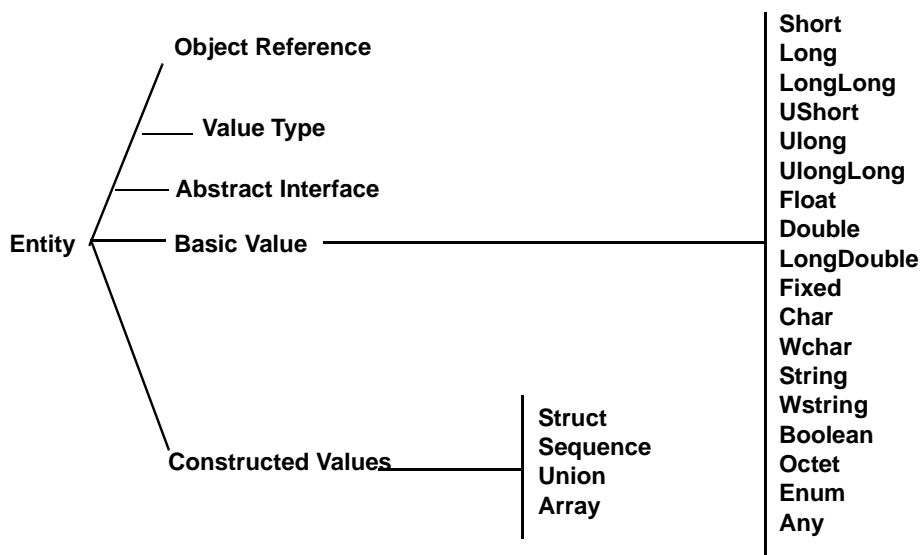 Object Reference
Value Type
Abstract Interface
Entity
Basic Value
Constructed Values
Struct
Sequence
Union
Array
Short
Long
LongLong
UShort
Ulong
UlongLong
Float
Double
LongDouble
Fixed
Char
Wchar
String
Wstring
Boolean
Octet
Enum
Any